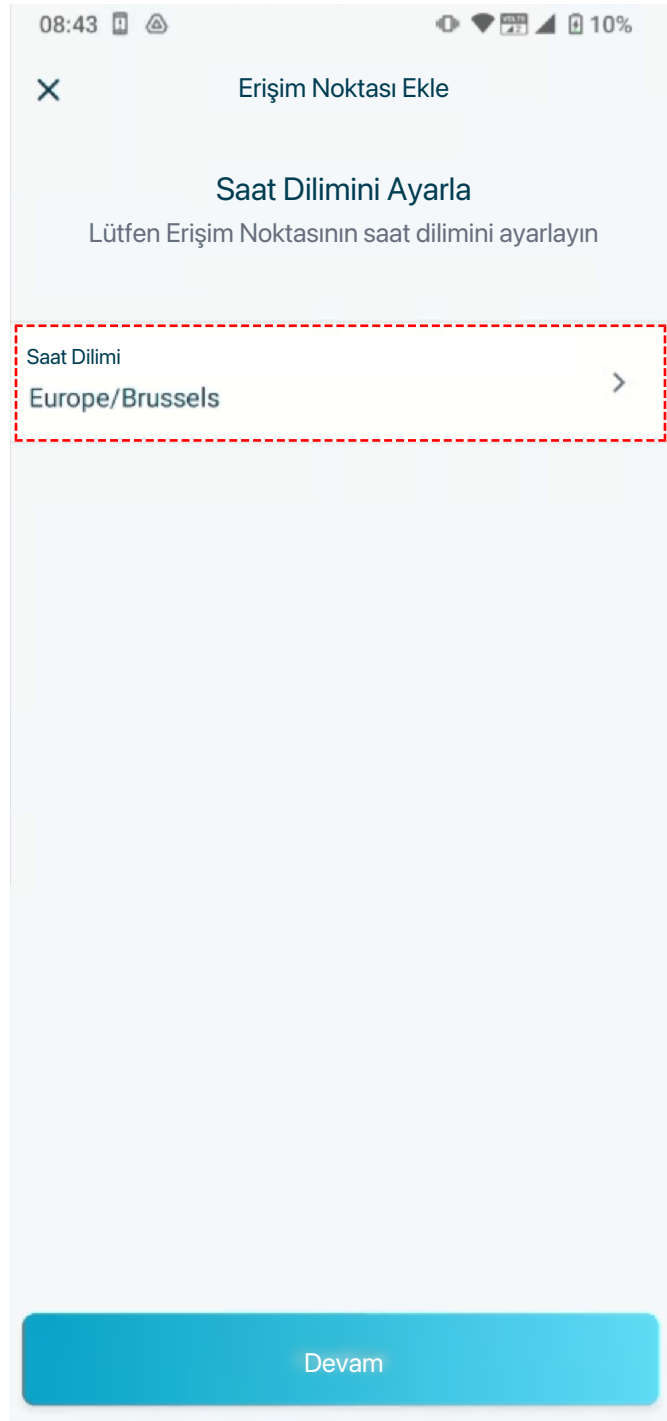 08:43 10%
Erişim Noktası Ekle
Saat Dilimini Ayarla
Lütfen Erişim Noktasının saat dilimini ayarlayın
Saat Dilimi
Europe/Brussels
Devam